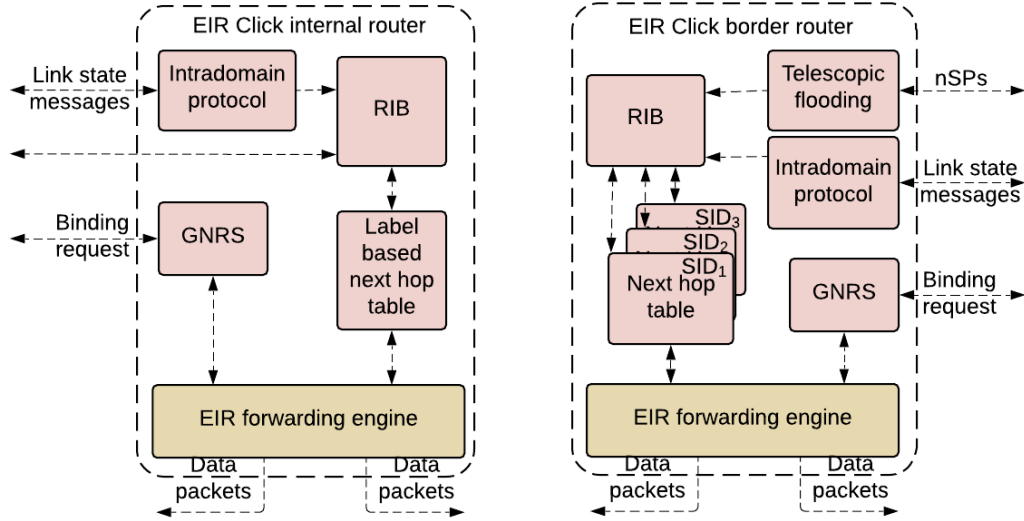 EIR Click internal router
Link state
messages
Intradomain
protocol
RIB
Binding
request
GNRS
Label
based
next hop
table
EIR forwarding engine
Data
packets
Data
packets
EIR Click border router
RIB
Telescopic
flooding
nSPs
Intradomain
protocol
Link state
messages
SID₃
SID₂
SID₁
Next hop
table
GNRS
Binding
request
EIR forwarding engine
Data
packets
Data
packets